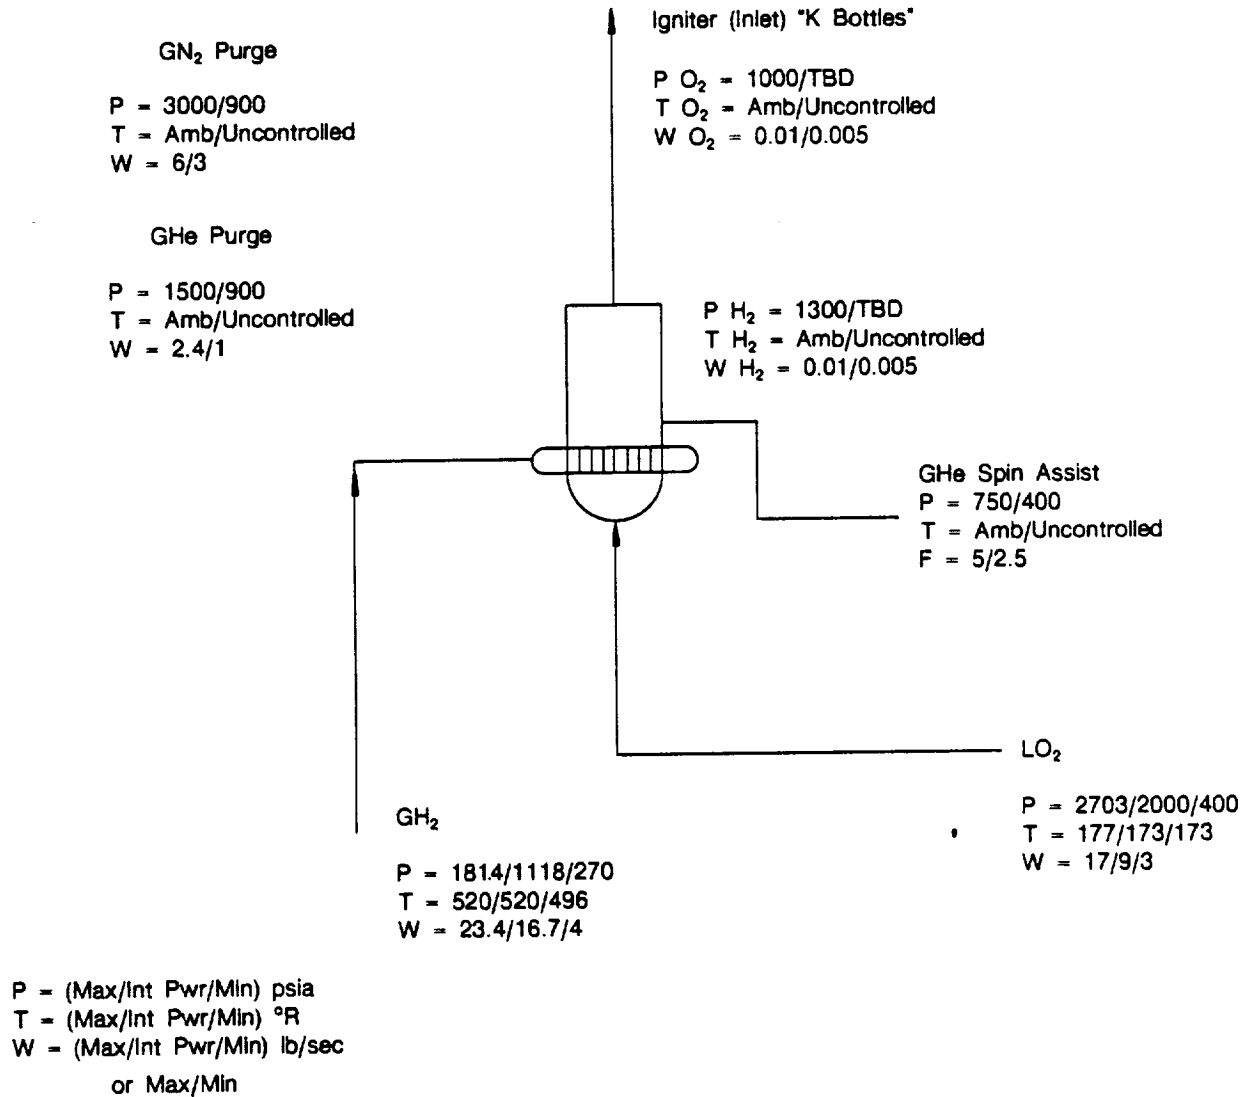 GN₂ Purge
P = 3000/900
T = Amb/Uncontrolled
W = 6/3
GHe Purge
P = 1500/900
T = Amb/Uncontrolled
W = 2.4/1
Igniter (Inlet) "K Bottles"
P O₂ = 1000/TBD
T O₂ = Amb/Uncontrolled
W O₂ = 0.01/0.005
P H₂ = 1300/TBD
T H₂ = Amb/Uncontrolled
W H₂ = 0.01/0.005
GHe Spin Assist
P = 750/400
T = Amb/Uncontrolled
F = 5/2.5
LO₂
P = 2703/2000/400
T = 177/173/173
W = 17/9/3
GH₂
P = 1814/1118/270
T = 520/520/496
W = 23.4/16.7/4
P = (Max/Int Pwr/Min) psia
T = (Max/Int Pwr/Min) °R
W = (Max/Int Pwr/Min) lb/sec
or Max/Min